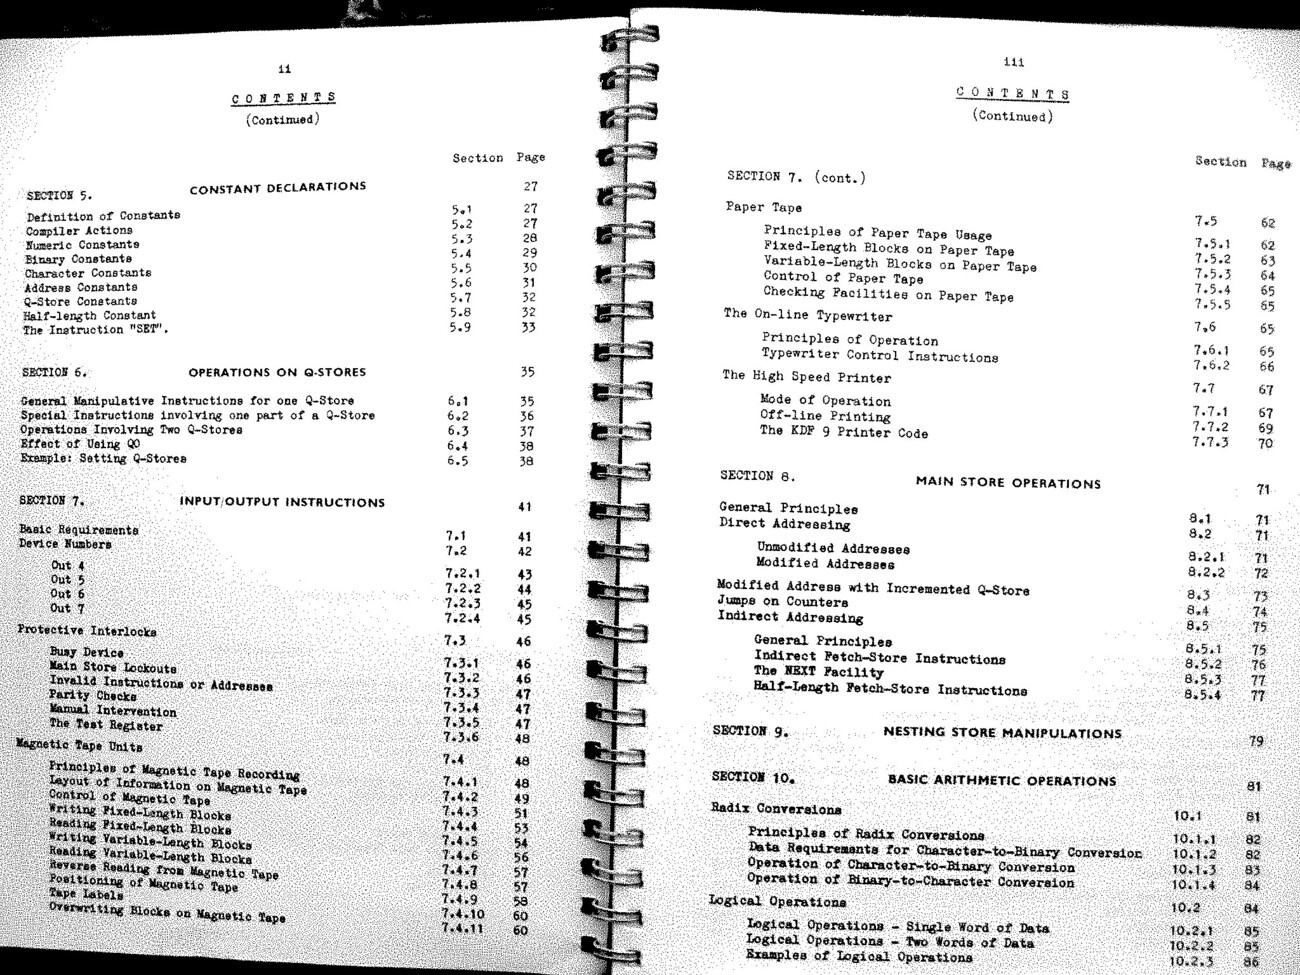 ii
CONTENTS
(Continued)
Section Page
SECTION 5. CONSTANT DECLARATIONS 27
Definition of Constants 5.1 27
Compiler Actions 5.2 27
Numeric Constants 5.3 28
Binary Constants 5.4 29
Character Constants 5.5 30
Address Constants 5.6 31
Q-Store Constants 5.7 32
Half-length Constant 5.8 32
The Instruction "SET". 5.9 33
SECTION 6. OPERATIONS ON Q-STORES 35
General Manipulative Instructions for one Q-Store 6.1 35
Special Instructions involving one part of a Q-Store 6.2 36
Operations Involving Two Q-Stores 6.3 37
Effect of Using Q0 6.4 38
Example: Setting Q-Stores 6.5 38
SECTION 7. INPUT/OUTPUT INSTRUCTIONS 41
Basic Requirements 7.1 41
Device Numbers 7.2 42
Out 4 7.2.1 43
Out 5 7.2.2 44
Out 6 7.2.3 45
Out 7 7.2.4 45
Protective Interlocks 7.3 46
Busy Device 7.3.1 46
Main Store Lockouts 7.3.2 46
Invalid Instructions or Addresses 7.3.3 47
Parity Checks 7.3.4 47
Manual Intervention 7.3.5 47
The Test Register 7.3.6 48
Magnetic Tape Units 7.4 48
Principles of Magnetic Tape Recording 7.4.1 48
Layout of Information on Magnetic Tape 7.4.2 49
Control of Magnetic Tape 7.4.3 51
Writing Fixed-Length Blocks 7.4.4 53
Reading Fixed-Length Blocks 7.4.5 54
Writing Variable-Length Blocks 7.4.6 56
Reading Variable-Length Blocks 7.4.7 57
Reverse Reading from Magnetic Tape 7.4.8 57
Positioning of Magnetic Tape 7.4.9 58
Tape Labels 7.4.10 60
Overwriting Blocks on Magnetic Tape 7.4.11 60
iii
CONTENTS
(Continued)
Section Page
SECTION 7. (cont.)
Paper Tape 7.5 62
Principles of Paper Tape Usage 7.5.1 62
Fixed-Length Blocks on Paper Tape 7.5.2 63
Variable-Length Blocks on Paper Tape 7.5.3 64
Control of Paper Tape 7.5.4 65
Checking Facilities on Paper Tape 7.5.5 65
The On-line Typewriter 7.6 65
Principles of Operation 7.6.1 65
Typewriter Control Instructions 7.6.2 66
The High Speed Printer 7.7 67
Mode of Operation 7.7.1 67
Off-line Printing 7.7.2 69
The KDF 9 Printer Code 7.7.3 70
SECTION 8. MAIN STORE OPERATIONS 71
General Principles 8.1 71
Direct Addressing 8.2 71
Unmodified Addresses 8.2.1 71
Modified Addresses 8.2.2 72
Modified Address with Incremented Q-Store 8.3 73
Jumps on Counters 8.4 74
Indirect Addressing 8.5 75
General Principles 8.5.1 75
Indirect Fetch-Store Instructions 8.5.2 76
The NEXT Facility 8.5.3 77
Half-Length Fetch-Store Instructions 8.5.4 77
SECTION 9. NESTING STORE MANIPULATIONS 79
SECTION 10. BASIC ARITHMETIC OPERATIONS 81
Radix Conversions 10.1 81
Principles of Radix Conversions 10.1.1 82
Data Requirements for Character-to-Binary Conversion 10.1.2 82
Operation of Character-to-Binary Conversion 10.1.3 83
Operation of Binary-to-Character Conversion 10.1.4 84
Logical Operations 10.2 84
Logical Operations - Single Word of Data 10.2.1 85
Logical Operations - Two Words of Data 10.2.2 85
Examples of Logical Operations 10.2.3 86